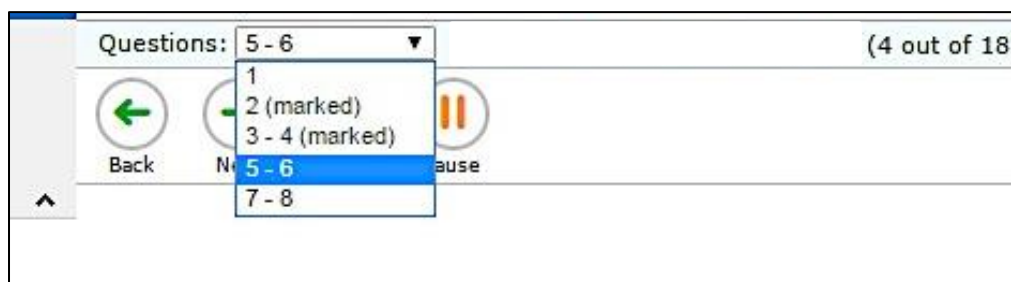 Questions: 5 - 6 (4 out of 18
1
2 (marked)
3 - 4 (marked)
5 - 6
7 - 8
Back